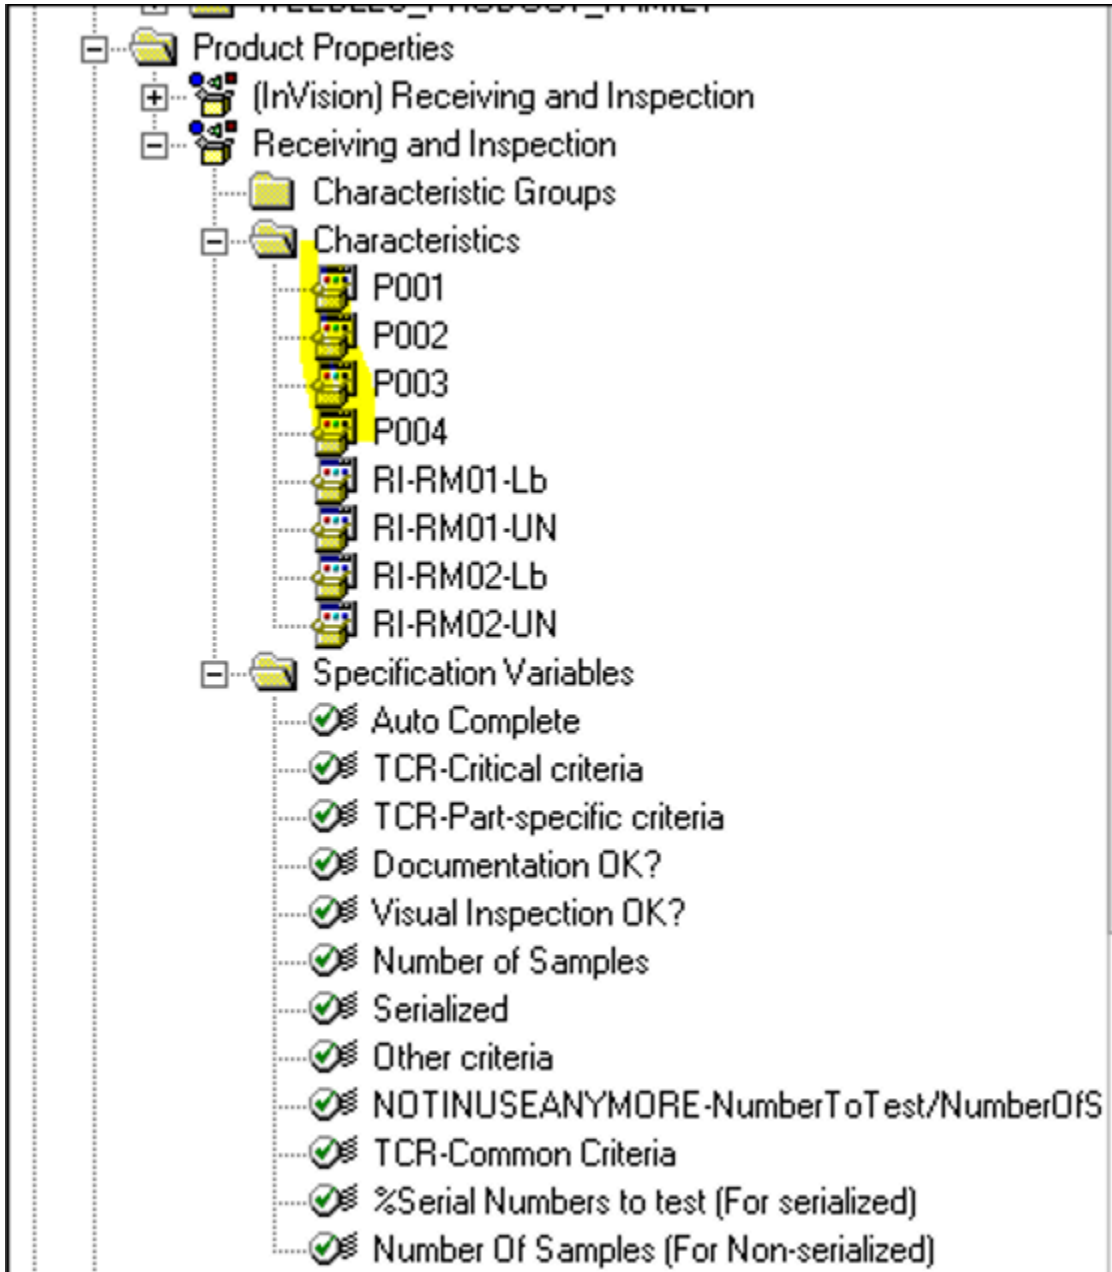 Product Properties
(InVision) Receiving and Inspection
Receiving and Inspection
Characteristic Groups
Characteristics
P001
P002
P003
P004
RI-RM01-Lb
RI-RM01-UN
RI-RM02-Lb
RI-RM02-UN
Specification Variables
Auto Complete
TCR-Critical criteria
TCR-Part-specific criteria
Documentation OK?
Visual Inspection OK?
Number of Samples
Serialized
Other criteria
NOTINUSEANYMORE-NumberToTest/NumberOfS
TCR-Common Criteria
%Serial Numbers to test (For serialized)
Number Of Samples (For Non-serialized)